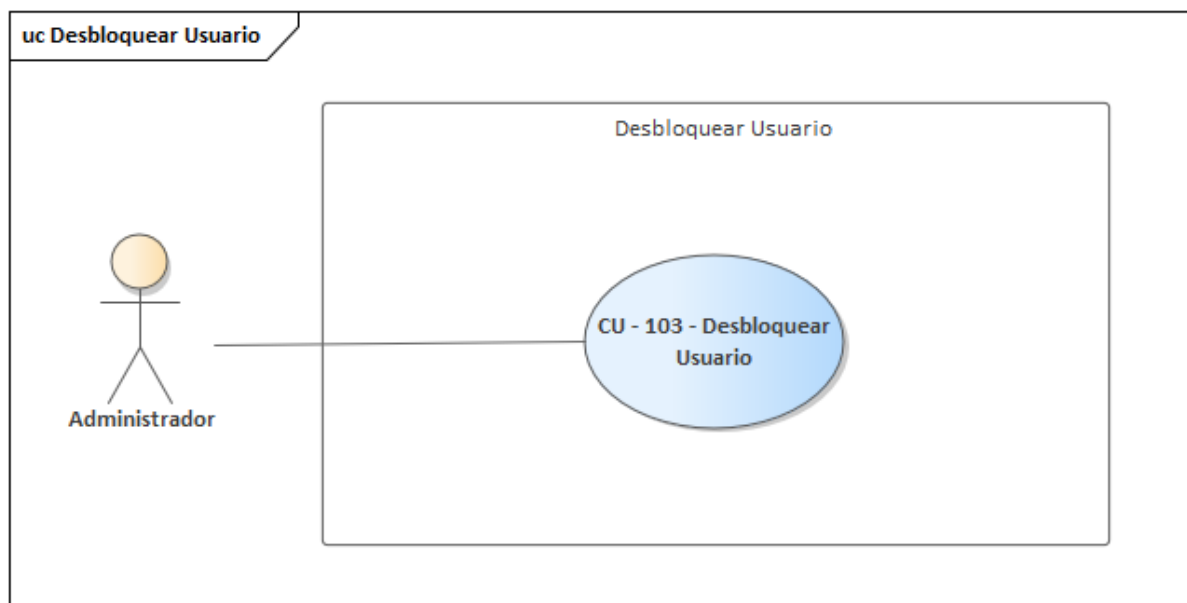 uc Desbloquear Usuario
Desbloquear Usuario
CU - 103 - Desbloquear
Usuario
Administrador